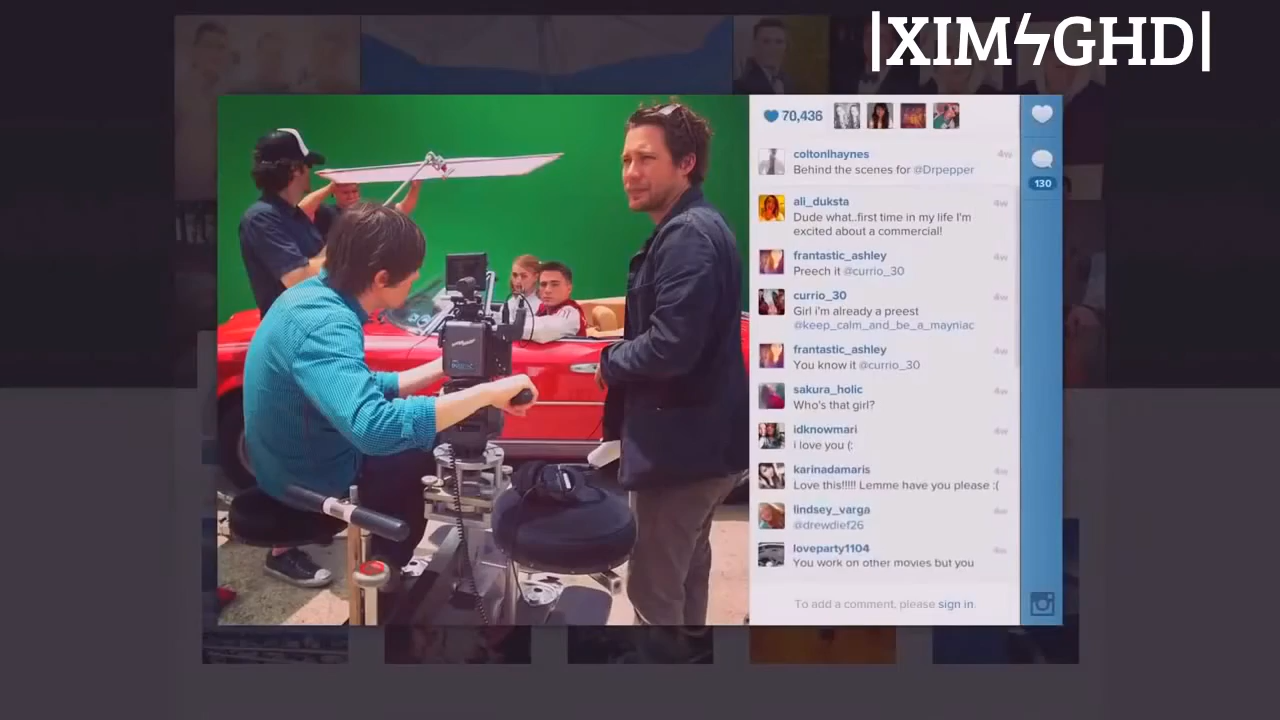 |XIMϟGHD|
70,436
coltonlhaynes 4w
Behind the scenes for @Drpepper
ali_duksta 4w
Dude what..first time in my life I'm
excited about a commercial!
frantastic_ashley 4w
Preech it @currio_30
currio_30 4w
Girl i'm already a preest
@keep_calm_and_be_a_mayniac
frantastic_ashley 4w
You know it @currio_30
sakura_holic 4w
Who's that girl?
idknowmari 4w
i love you (:
karinadamaris 4w
Love this!!!!! Lemme have you please :(
lindsey_varga 4w
@drewdief26
loveparty1104 4w
You work on other movies but you
To add a comment, please sign in.
130